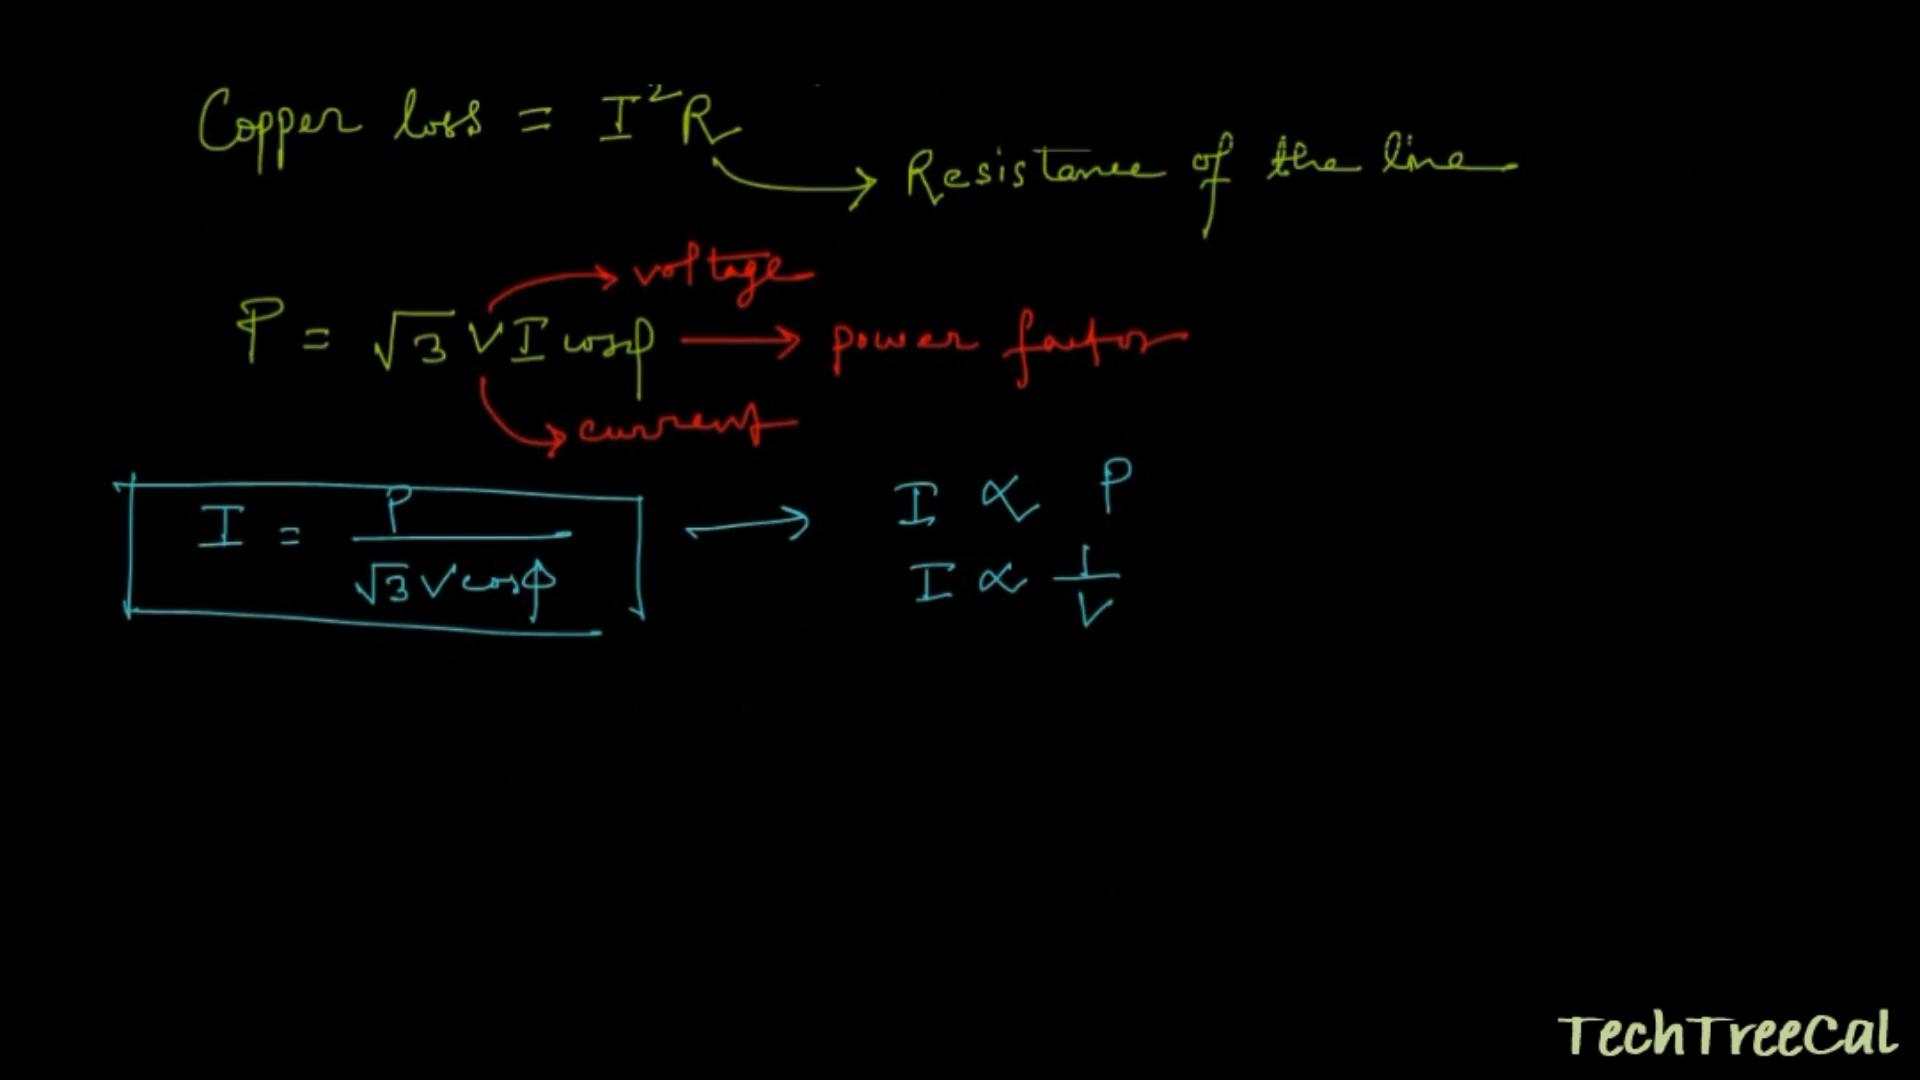 Copper loss = I²R
→ Resistance of the line
→ voltage
P = √3 V I cosφ → power factor
→ current
I = P / √3 V cosφ → I ∝ P
I ∝ 1/V
TechTreeCal